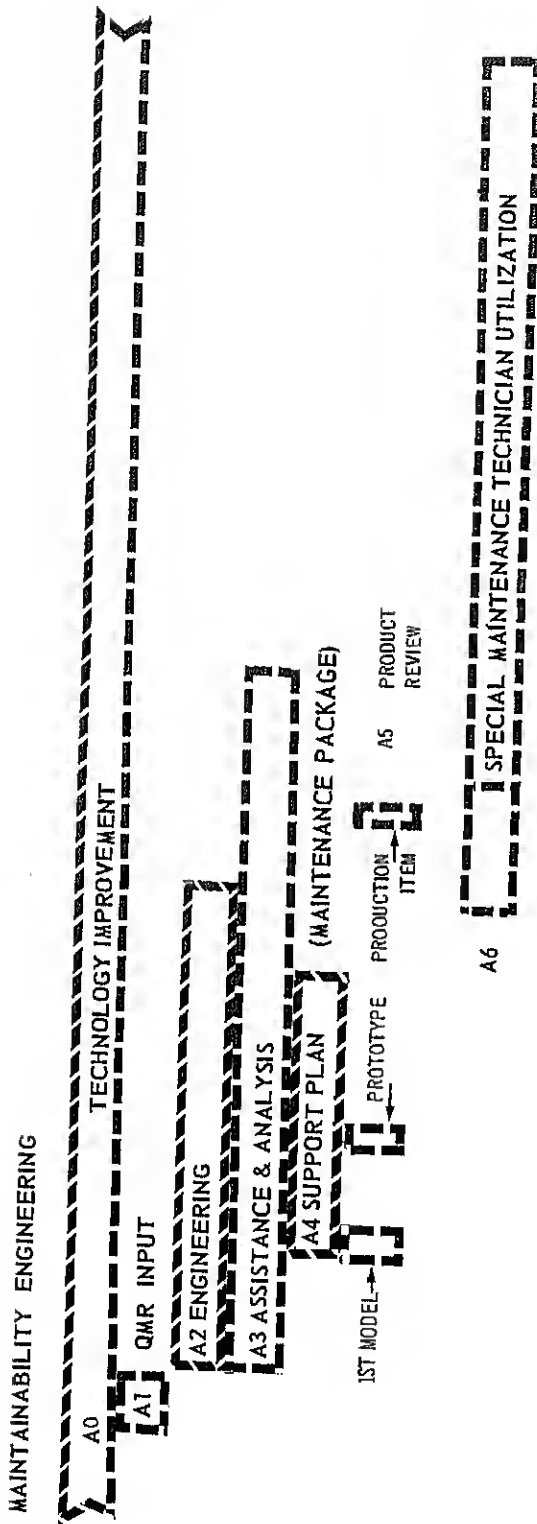 MAINTAINABILITY ENGINEERING
A0
TECHNOLOGY IMPROVEMENT
A1 QMR INPUT
A2 ENGINEERING
A3 ASSISTANCE & ANALYSIS
A4 SUPPORT PLAN
(MAINTENANCE PACKAGE)
1ST MODEL
PROTOTYPE
PRODUCTION
ITEM
A5 PRODUCT
REVIEW
A6
SPECIAL MAINTENANCE TECHNICIAN UTILIZATION